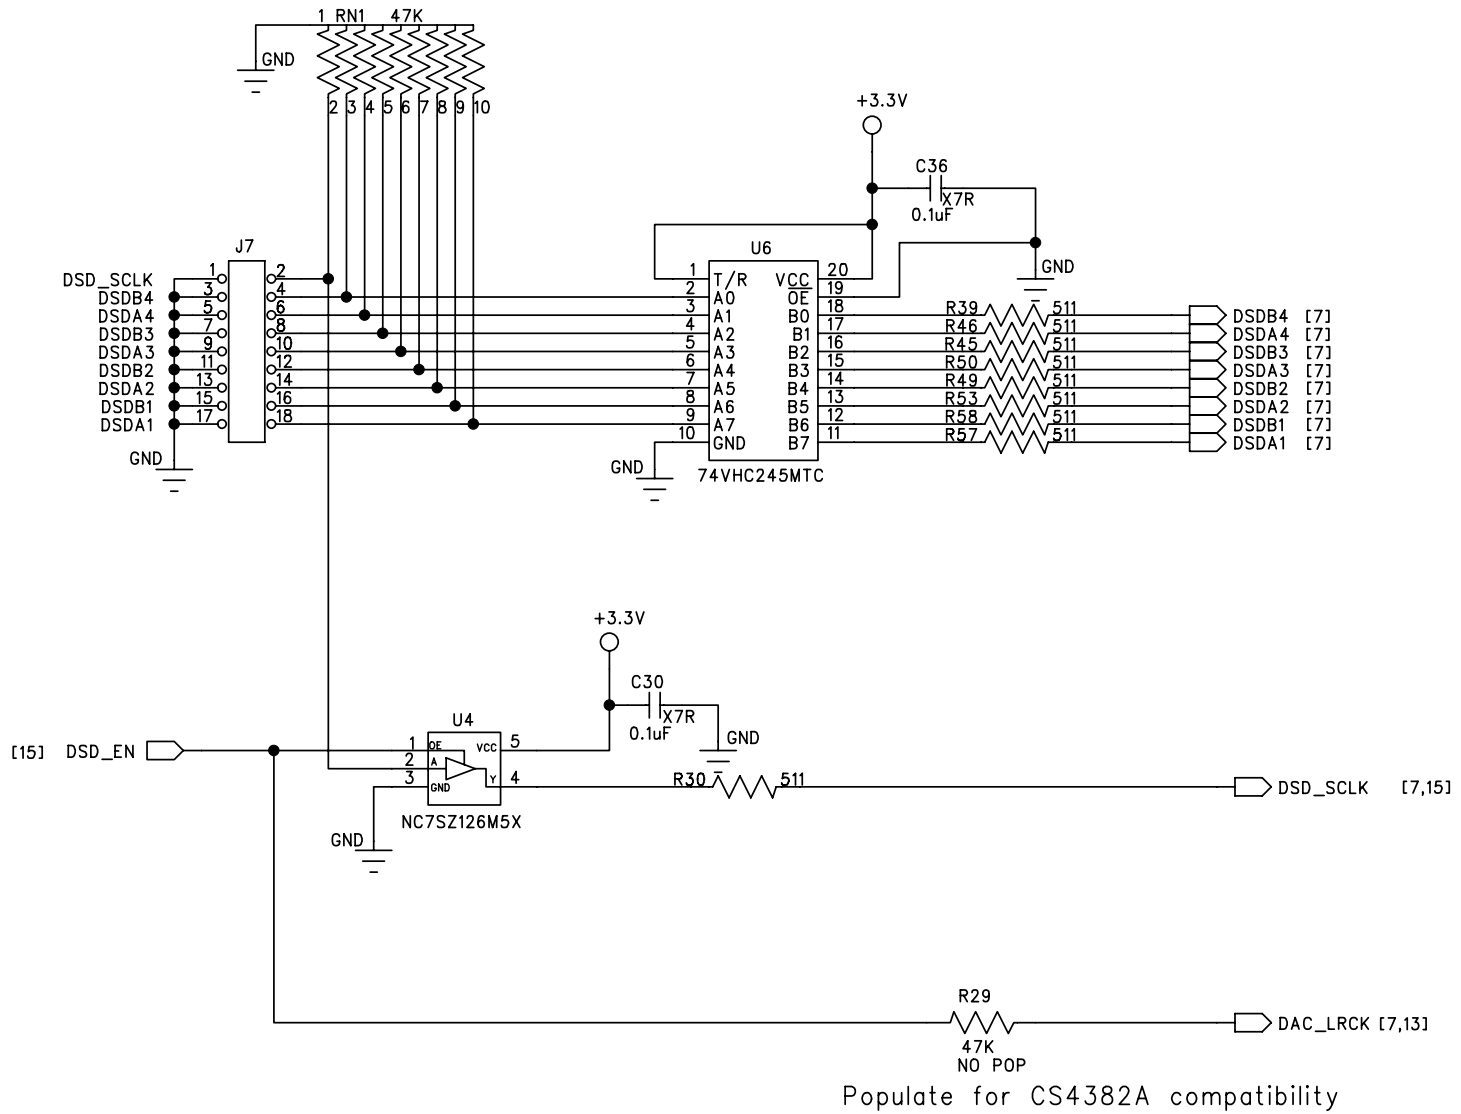 1 RN1 47K
GND
2 3 4 5 6 7 8 9 10
+3.3V
C36
X7R
0.1uF
J7
U6
GND
DSD_SCLK 1 2
DSDB4 3 4
DSDA4 5 6
DSDB3 7 8
DSDA3 9 10
DSDB2 11 12
DSDA2 13 14
DSDB1 15 16
DSDA1 17 18
GND
1 T/R VCC 20
2 A0 OE 19
3 A1 B0 18 R39 511 DSDB4 [7]
4 A2 B1 17 R46 511 DSDA4 [7]
5 A3 B2 16 R45 511 DSDB3 [7]
6 A4 B3 15 R50 511 DSDA3 [7]
7 A5 B4 14 R49 511 DSDB2 [7]
8 A6 B5 13 R53 511 DSDA2 [7]
9 A7 B6 12 R58 511 DSDB1 [7]
10 GND B7 11 R57 511 DSDA1 [7]
GND
74VHC245MTC
+3.3V
C30
X7R
0.1uF
GND
U4
[15] DSD_EN 1 OE VCC 5
2 A
3 GND Y 4 R30 511 DSD_SCLK [7,15]
NC7SZ126M5X
GND
R29
DAC_LRCK [7,13]
47K
NO POP
Populate for CS4382A compatibility